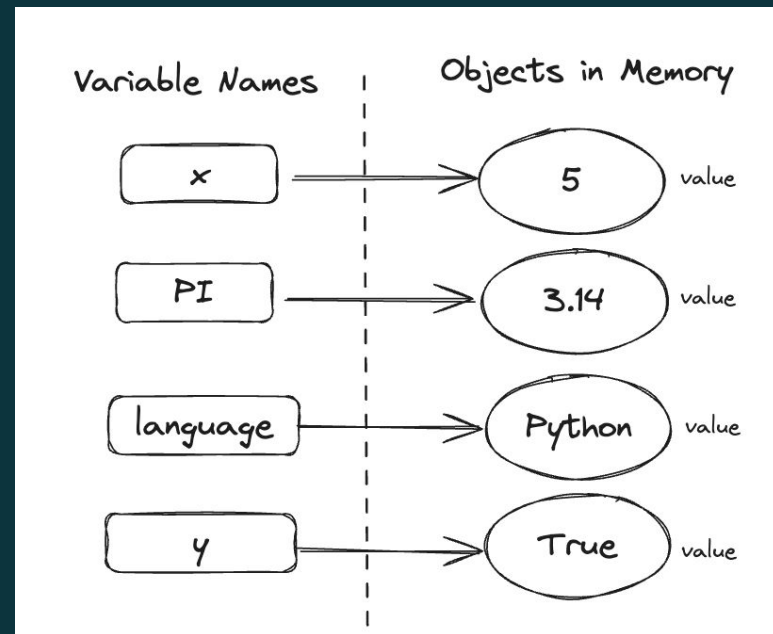 Variable Names
Objects in Memory
x
5
value
PI
3.14
value
language
Python
value
y
True
value